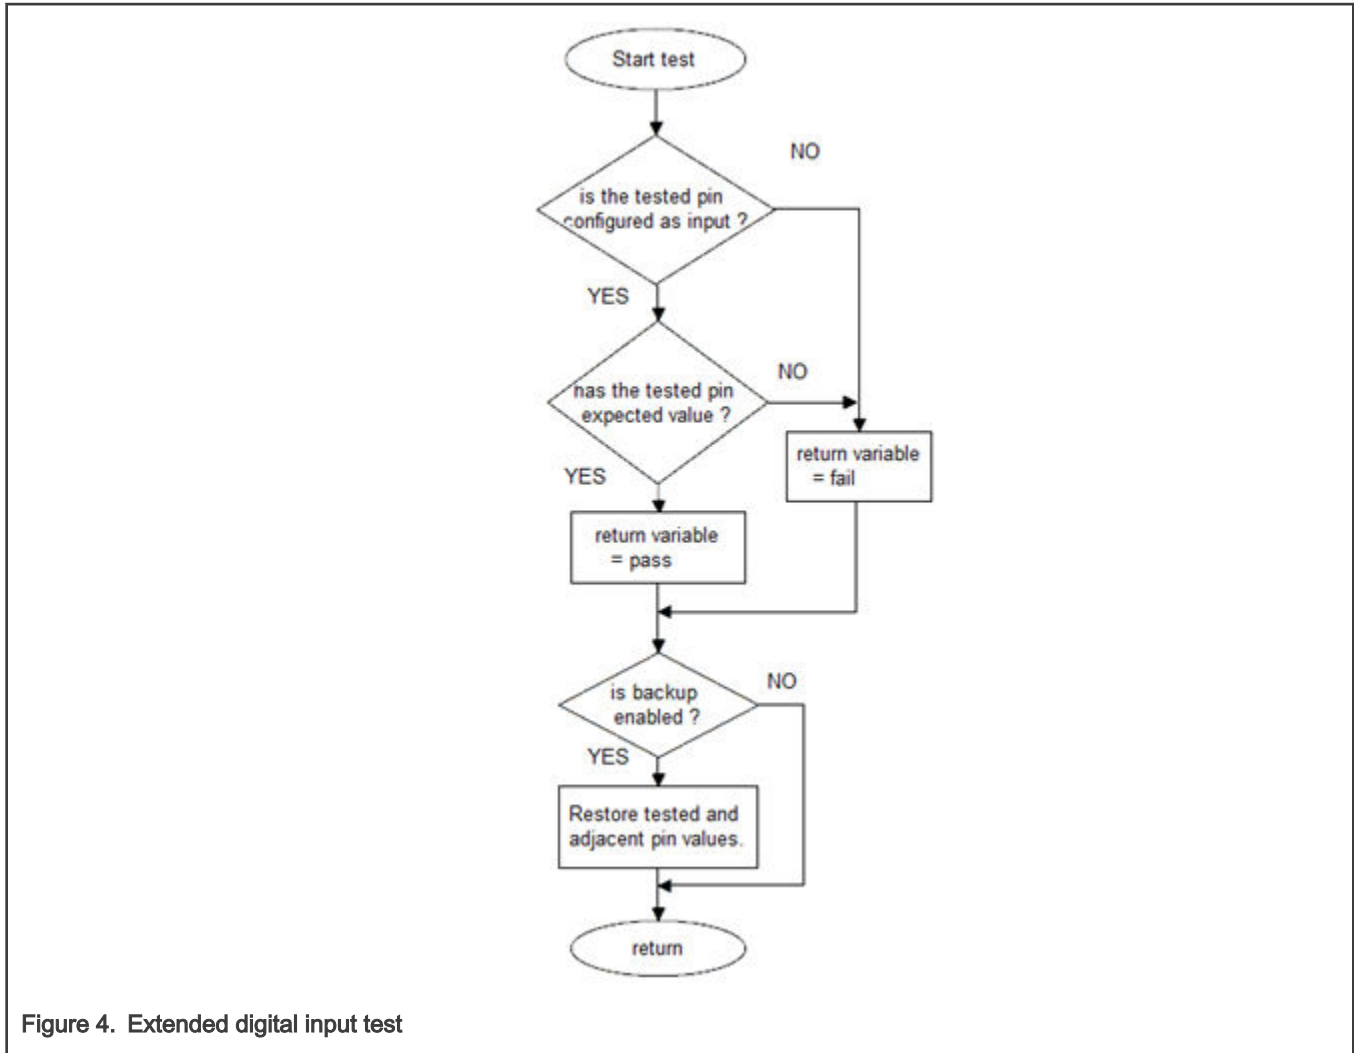 Start test
NO
is the tested pin
configured as input ?
YES
NO
has the tested pin
expected value ?
return variable
= fail
YES
return variable
= pass
NO
is backup
enabled ?
YES
Restore tested and
adjacent pin values.
return
Figure 4. Extended digital input test